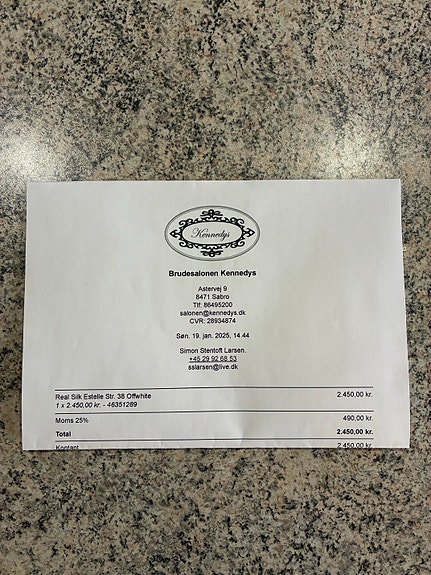 Kennedys
Brudesalonen Kennedys
Astervej 9
8471 Sabro
Tlf: 86495200
salonen@kennedys.dk
CVR: 28934874
Søn. 19. jan. 2025, 14.44
Simon Stentoft Larsen.
+45 29 92 68 53
sslarsen@live.dk
Real Silk Estelle Str. 38 Offwhite 2.450,00 kr.
1 x 2.450,00 kr. - 46351289
Moms 25% 490,00 kr.
Total 2.450,00 kr.
Kontant 2.450,00 kr.